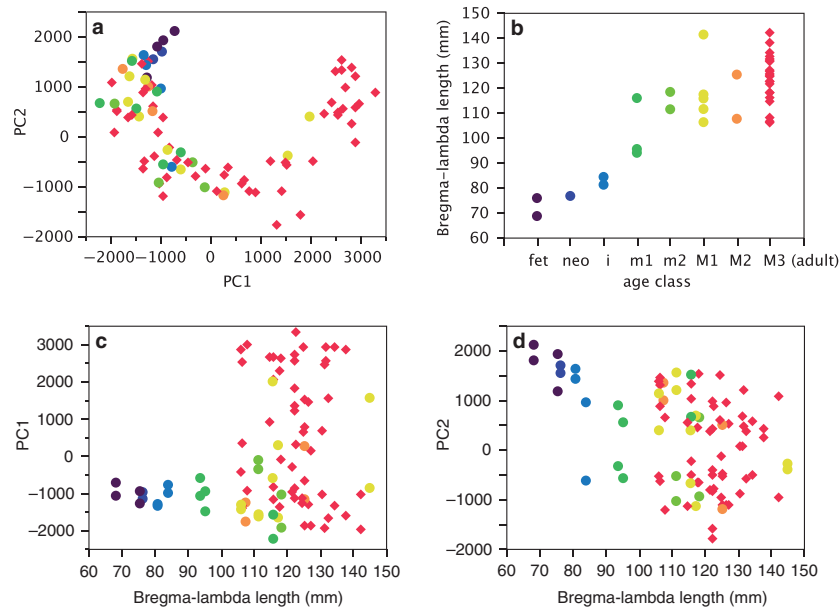 a
2000
1000
0
−1000
−2000
PC2
−2000 −1000 0 1000 2000 3000
PC1
b
150
140
130
120
110
100
90
80
70
60
Bregma–lambda length (mm)
fet neo i m1 m2 M1 M2 M3 (adult)
age class
c
3000
2000
1000
0
−1000
−2000
PC1
60 70 80 90 100 110 120 130 140 150
Bregma-lambda length (mm)
d
2000
1000
0
−1000
−2000
PC2
60 70 80 90 100 110 120 130 140 150
Bregma-lambda length (mm)